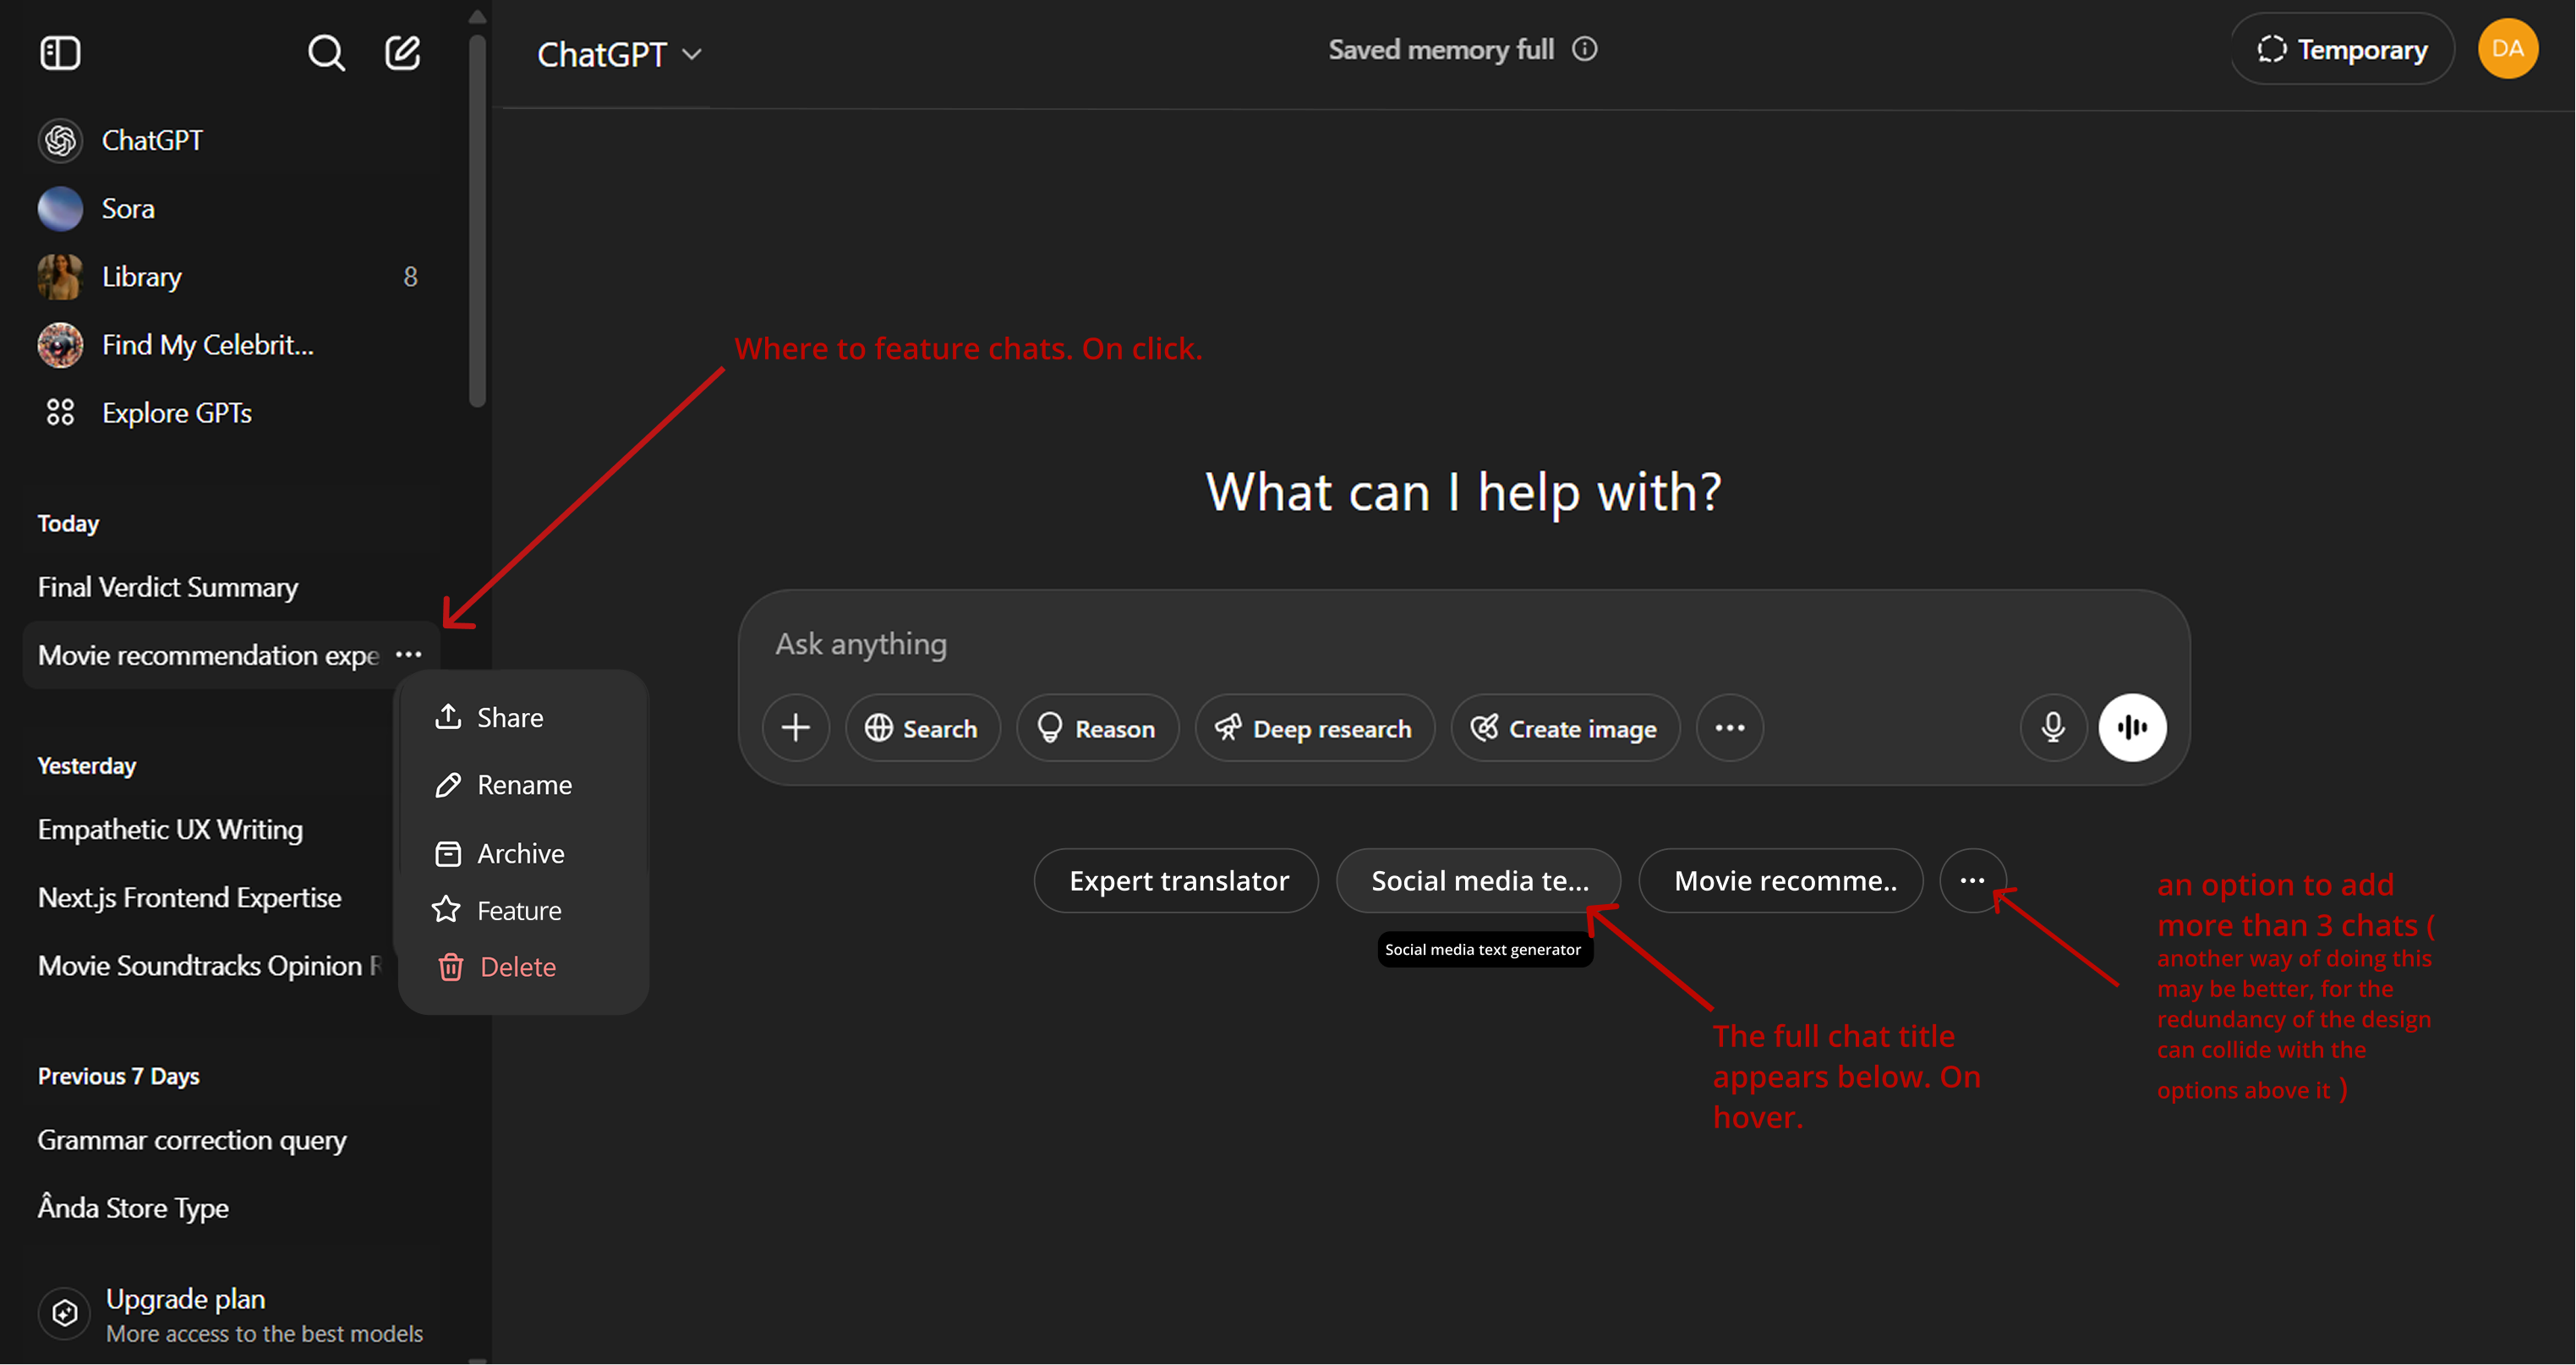 ChatGPT
Saved memory full
Temporary
DA
ChatGPT
Sora
Library 8
Find My Celebrit...
Explore GPTs
Today
Final Verdict Summary
Movie recommendation expe
Share
Rename
Archive
Feature
Delete
Yesterday
Empathetic UX Writing
Next.js Frontend Expertise
Movie Soundtracks Opinion R
Previous 7 Days
Grammar correction query
Ânda Store Type
Upgrade plan
More access to the best models
Where to feature chats. On click.
What can I help with?
Ask anything
Search Reason Deep research Create image
Expert translator Social media te... Movie recomme..
Social media text generator
The full chat title
appears below. On
hover.
an option to add
more than 3 chats (
another way of doing this
may be better, for the
redundancy of the design
can collide with the
options above it )